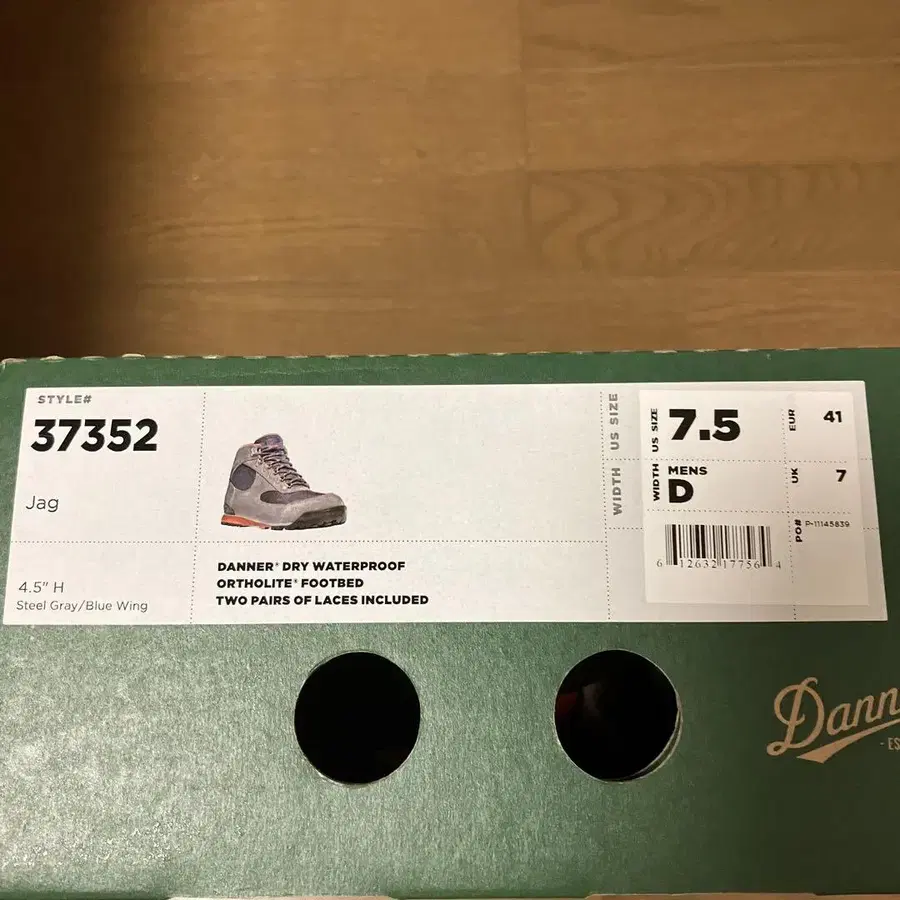 STYLE#
37352
Jag
4.5" H
Steel Gray/Blue Wing
DANNER® DRY WATERPROOF
ORTHOLITE® FOOTBED
TWO PAIRS OF LACES INCLUDED
US SIZE
WIDTH
US SIZE
7.5
EUR
41
WIDTH
MENS
D
UK
7
PO#
P-11145839
6 12632 17756 4